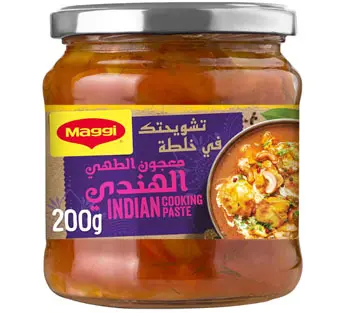 Maggi
تشويحتك
في خلطة
معجون الطهي
الهندي
INDIAN COOKING
PASTE
200g